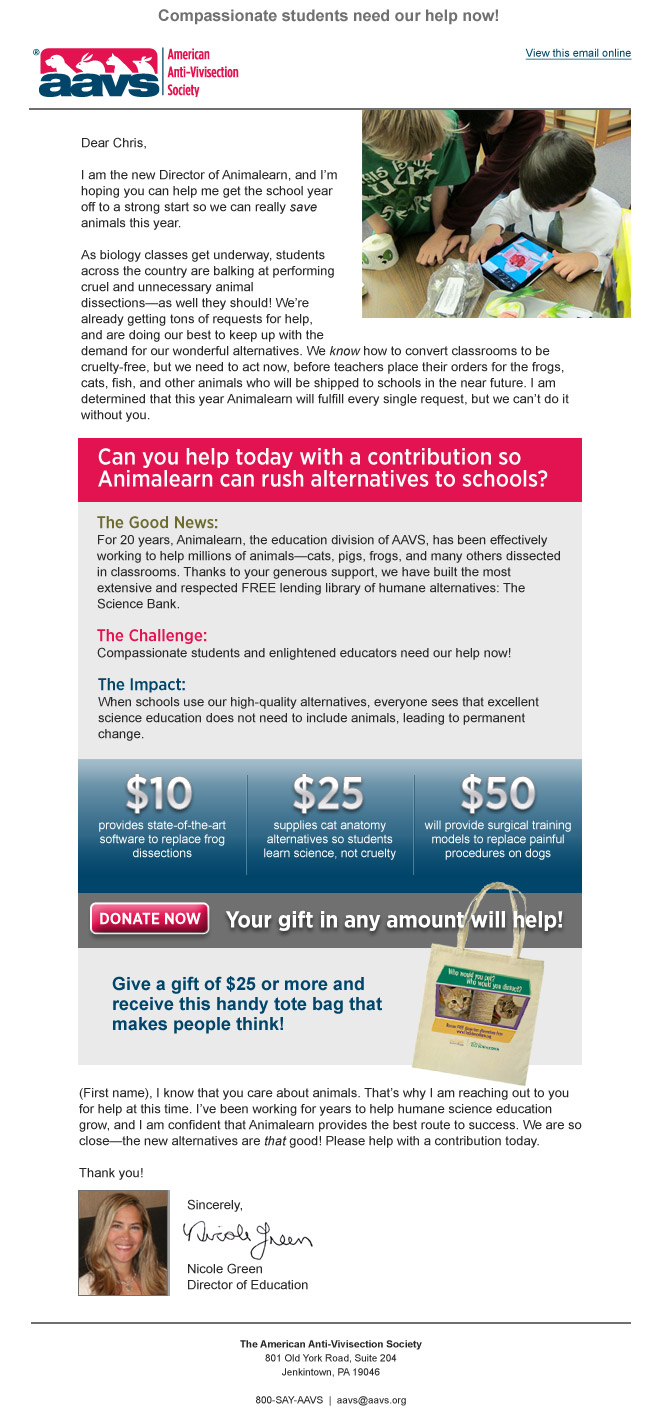 Compassionate students need our help now!
®
aavs
American
Anti-Vivisection
Society
View this email online
Dear Chris,
I am the new Director of Animalearn, and I'm
hoping you can help me get the school year
off to a strong start so we can really save
animals this year.
As biology classes get underway, students
across the country are balking at performing
cruel and unnecessary animal
dissections—as well they should! We're
already getting tons of requests for help,
and are doing our best to keep up with the
demand for our wonderful alternatives. We know how to convert classrooms to be
cruelty-free, but we need to act now, before teachers place their orders for the frogs,
cats, fish, and other animals who will be shipped to schools in the near future. I am
determined that this year Animalearn will fulfill every single request, but we can't do it
without you.
Can you help today with a contribution so
Animalearn can rush alternatives to schools?
The Good News:
For 20 years, Animalearn, the education division of AAVS, has been effectively
working to help millions of animals—cats, pigs, frogs, and many others dissected
in classrooms. Thanks to your generous support, we have built the most
extensive and respected FREE lending library of humane alternatives: The
Science Bank.
The Challenge:
Compassionate students and enlightened educators need our help now!
The Impact:
When schools use our high-quality alternatives, everyone sees that excellent
science education does not need to include animals, leading to permanent
change.
$10
provides state-of-the-art
software to replace frog
dissections
$25
supplies cat anatomy
alternatives so students
learn science, not cruelty
$50
will provide surgical training
models to replace painful
procedures on dogs
DONATE NOW
Your gift in any amount will help!
Give a gift of $25 or more and
receive this handy tote bag that
makes people think!
Who would you pet?
Who would you dissect?
(First name), I know that you care about animals. That's why I am reaching out to you
for help at this time. I've been working for years to help humane science education
grow, and I am confident that Animalearn provides the best route to success. We are so
close—the new alternatives are that good! Please help with a contribution today.
Thank you!
Sincerely,
Nicole Green
Nicole Green
Director of Education
The American Anti-Vivisection Society
801 Old York Road, Suite 204
Jenkintown, PA 19046
800-SAY-AAVS | aavs@aavs.org